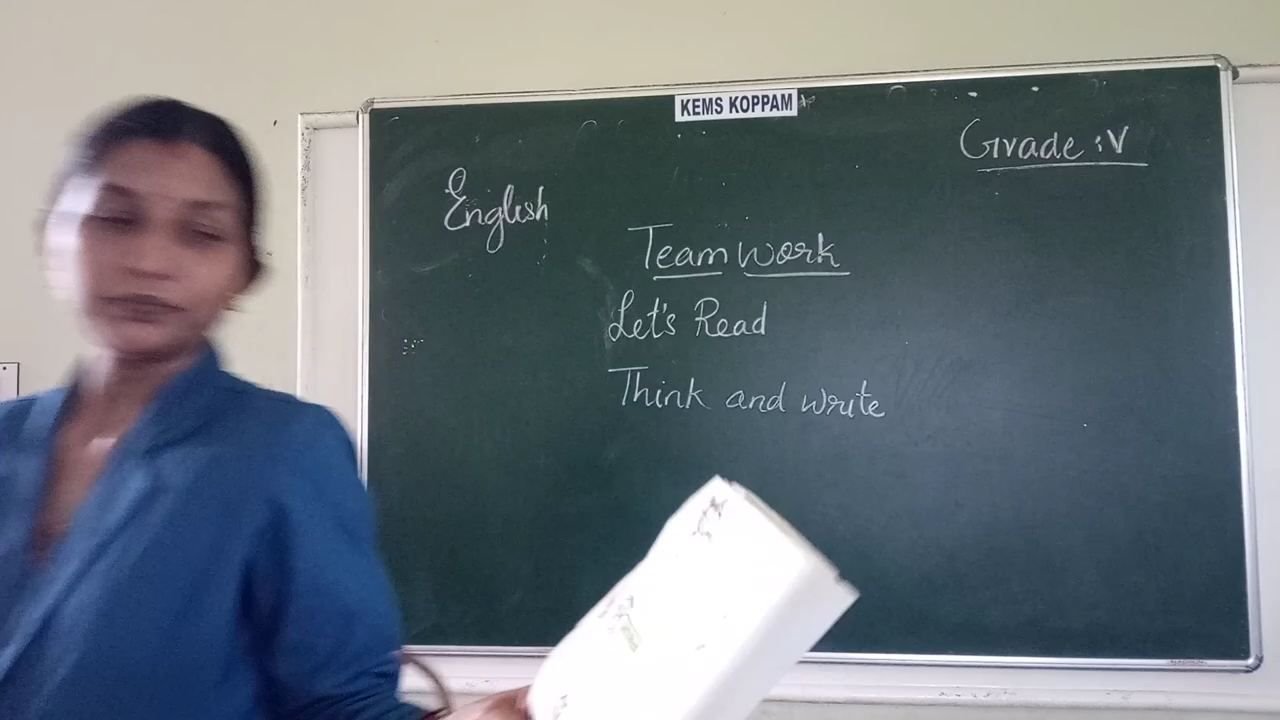 KEMS KOPPAM
Grade : V
English
Team work
Let's Read
Think and write